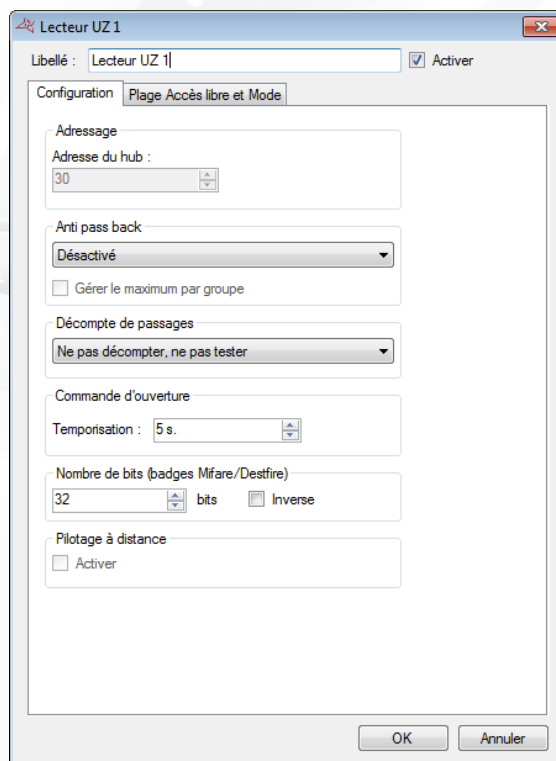 Lecteur UZ 1
Libellé : Lecteur UZ 1 Activer
Configuration Plage Accès libre et Mode
Adressage
Adresse du hub :
30
Anti pass back
Désactivé
Gérer le maximum par groupe
Décompte de passages
Ne pas décompter, ne pas tester
Commande d'ouverture
Temporisation : 5 s.
Nombre de bits (badges Mifare/Destfire)
32 bits Inverse
Pilotage à distance
Activer
OK Annuler